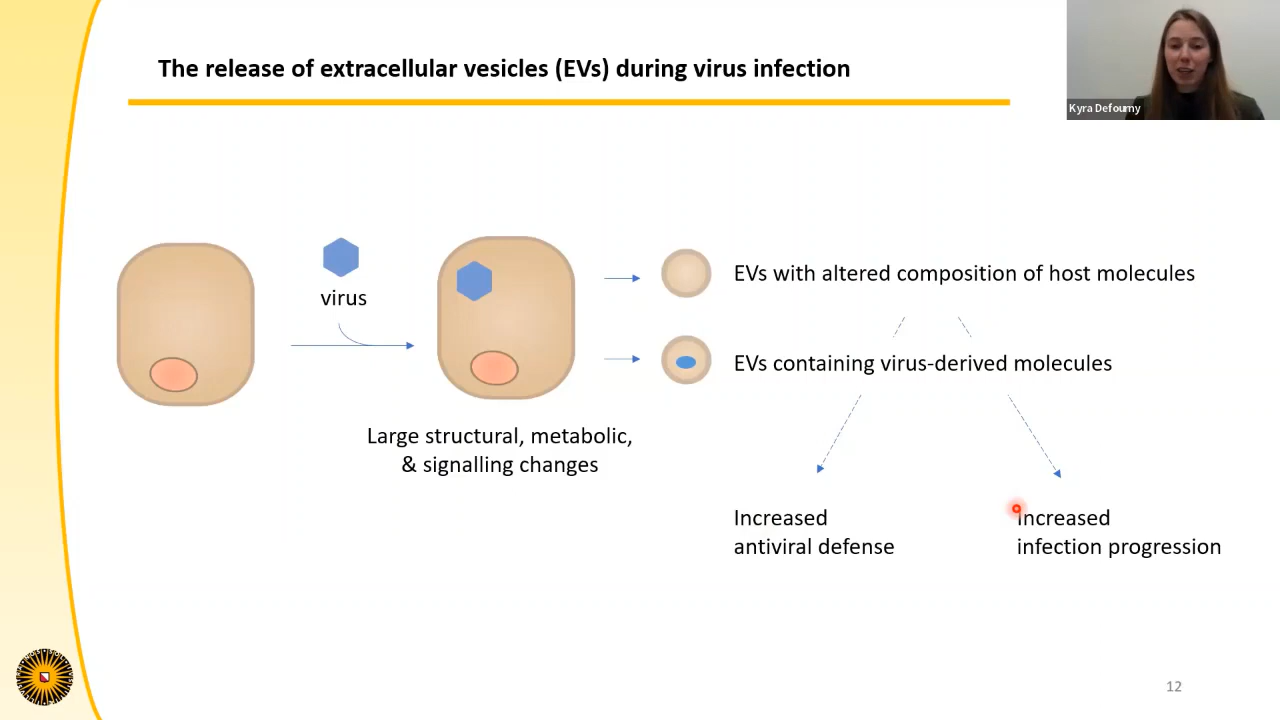 The release of extracellular vesicles (EVs) during virus infection
Kyra Defourny
virus
EVs with altered composition of host molecules
EVs containing virus-derived molecules
Large structural, metabolic,
& signalling changes
Increased
antiviral defense
Increased
infection progression
12